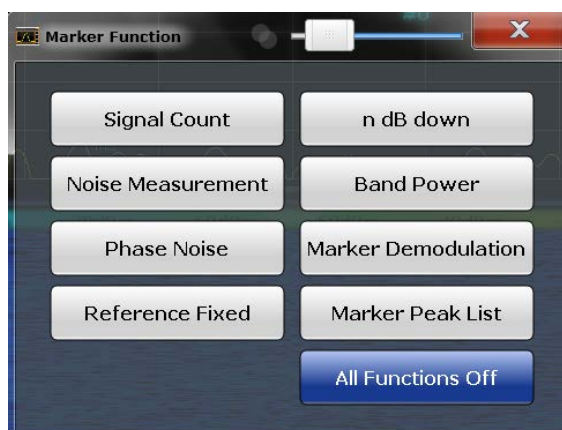 Marker Function
Signal Count
n dB down
Noise Measurement
Band Power
Phase Noise
Marker Demodulation
Reference Fixed
Marker Peak List
All Functions Off